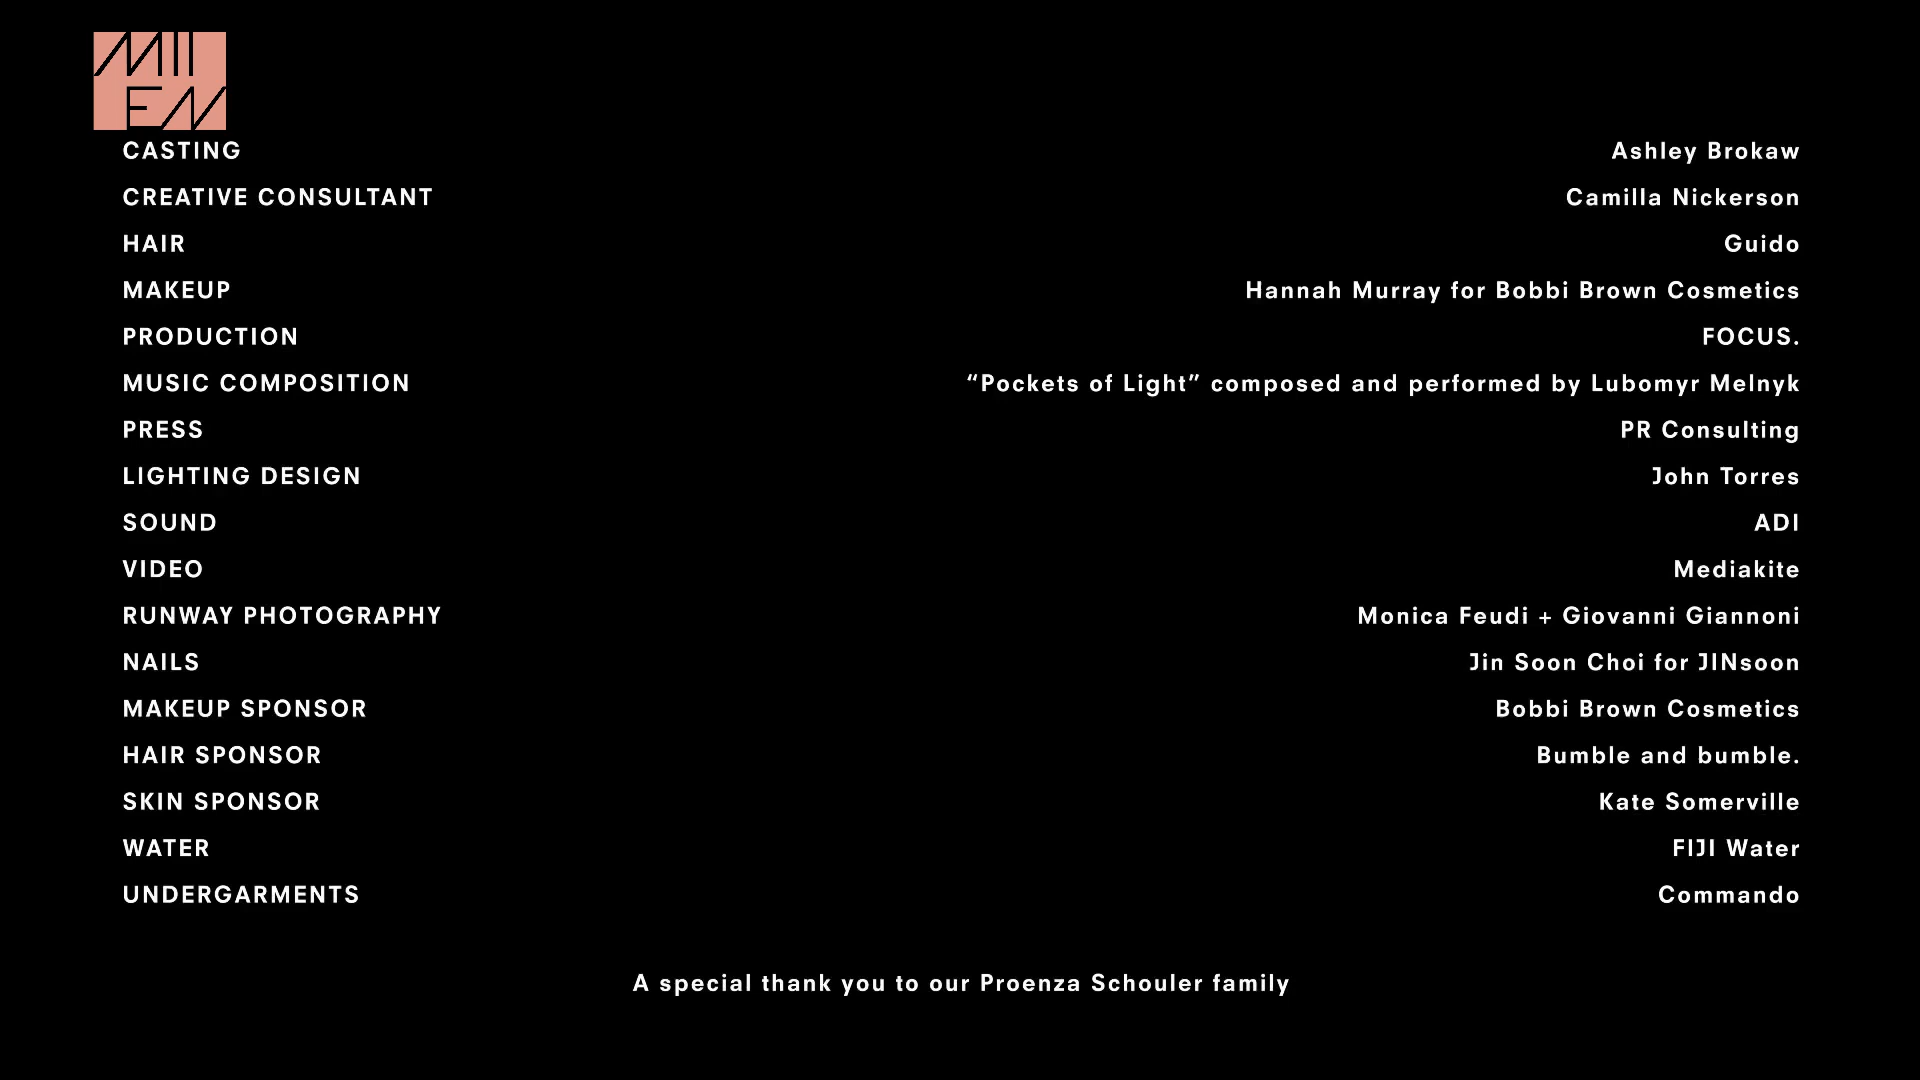 MII
EN
CASTING Ashley Brokaw
CREATIVE CONSULTANT Camilla Nickerson
HAIR Guido
MAKEUP Hannah Murray for Bobbi Brown Cosmetics
PRODUCTION FOCUS.
MUSIC COMPOSITION “Pockets of Light” composed and performed by Lubomyr Melnyk
PRESS PR Consulting
LIGHTING DESIGN John Torres
SOUND ADI
VIDEO Mediakite
RUNWAY PHOTOGRAPHY Monica Feudi + Giovanni Giannoni
NAILS Jin Soon Choi for JINsoon
MAKEUP SPONSOR Bobbi Brown Cosmetics
HAIR SPONSOR Bumble and bumble.
SKIN SPONSOR Kate Somerville
WATER FIJI Water
UNDERGARMENTS Commando
A special thank you to our Proenza Schouler family